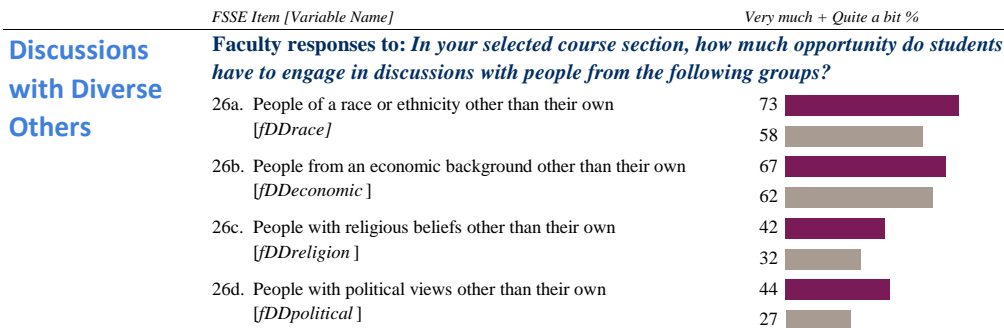 FSSE Item [Variable Name] Very much + Quite a bit %
Discussions
with Diverse
Others
Faculty responses to: In your selected course section, how much opportunity do students
have to engage in discussions with people from the following groups?
26a. People of a race or ethnicity other than their own 73
[fDDrace] 58
26b. People from an economic background other than their own 67
[fDDeconomic ] 62
26c. People with religious beliefs other than their own 42
[fDDreligion ] 32
26d. People with political views other than their own 44
[fDDpolitical ] 27